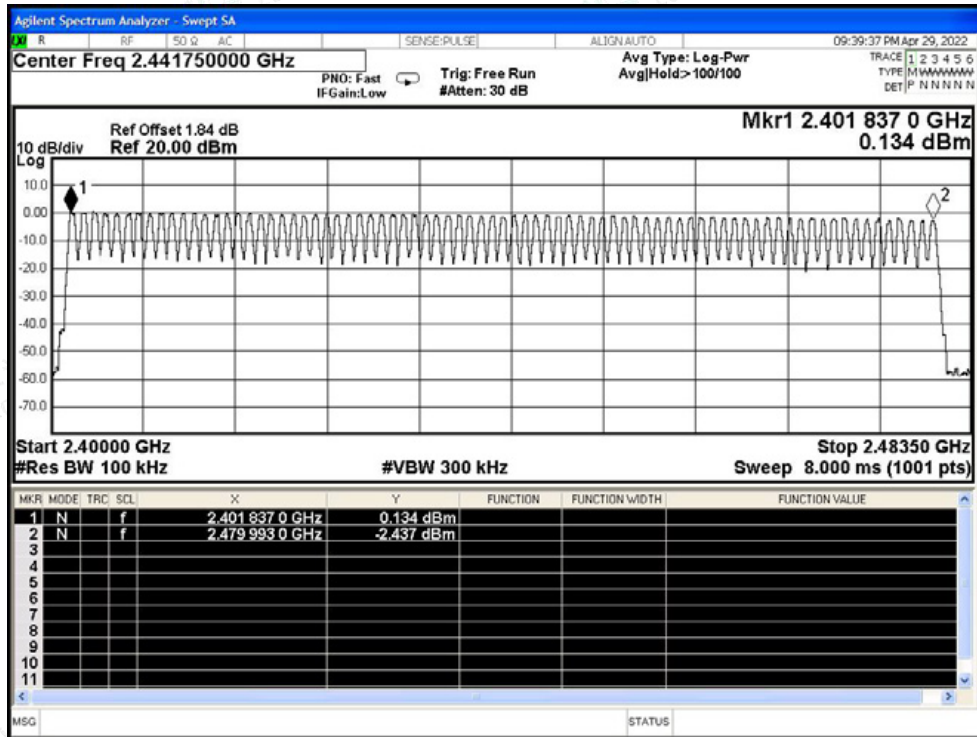 Agilent Spectrum Analyzer - Swept SA
R RF 50 Ω AC SENSE:PULSE ALIGNAUTO 09:39:37 PM Apr 29, 2022
Center Freq 2.441750000 GHz
PNO: Fast
IFGain:Low
Trig: Free Run
#Atten: 30 dB
Avg Type: Log-Pwr
Avg|Hold:>100/100
TRACE 1 2 3 4 5 6
TYPE M WWWWW
DET P N N N N N
Ref Offset 1.84 dB
10 dB/div Ref 20.00 dBm
Log
Mkr1 2.401 837 0 GHz
0.134 dBm
10.0
1
2
0.00
-10.0
-20.0
-30.0
-40.0
-50.0
-60.0
-70.0
Start 2.40000 GHz Stop 2.48350 GHz
#Res BW 100 kHz #VBW 300 kHz Sweep 8.000 ms (1001 pts)
MKR MODE TRC SCL X Y FUNCTION FUNCTION WIDTH FUNCTION VALUE
1 N f 2.401 837 0 GHz 0.134 dBm
2 N f 2.479 993 0 GHz -2.437 dBm
3
4
5
6
7
8
9
10
11
MSG STATUS